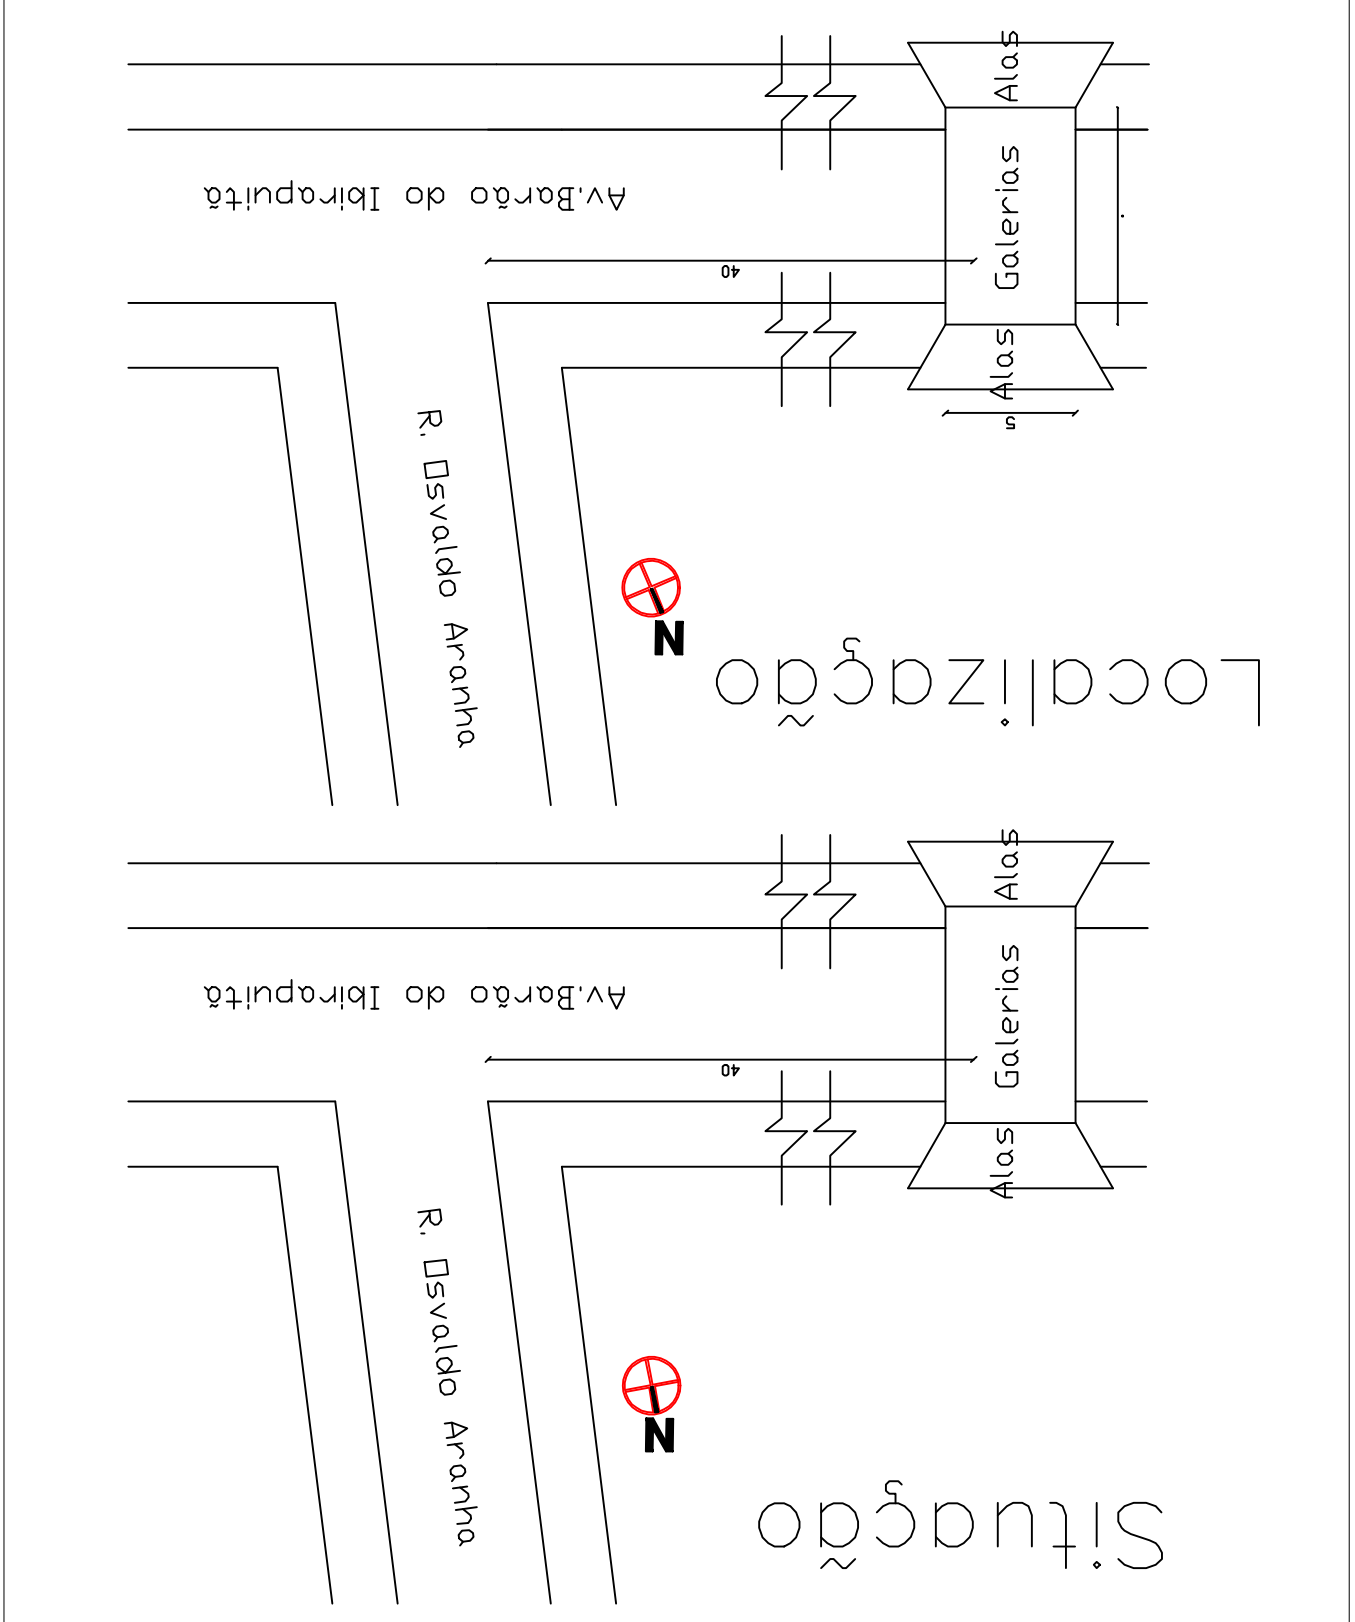 Alas
Galerias
Alas
Av.Barão do Ibirapuitã
40
5
R. Osvaldo Aranha
N
Localização
Alas
Galerias
Alas
Av.Barão do Ibirapuitã
40
R. Osvaldo Aranha
N
Situação